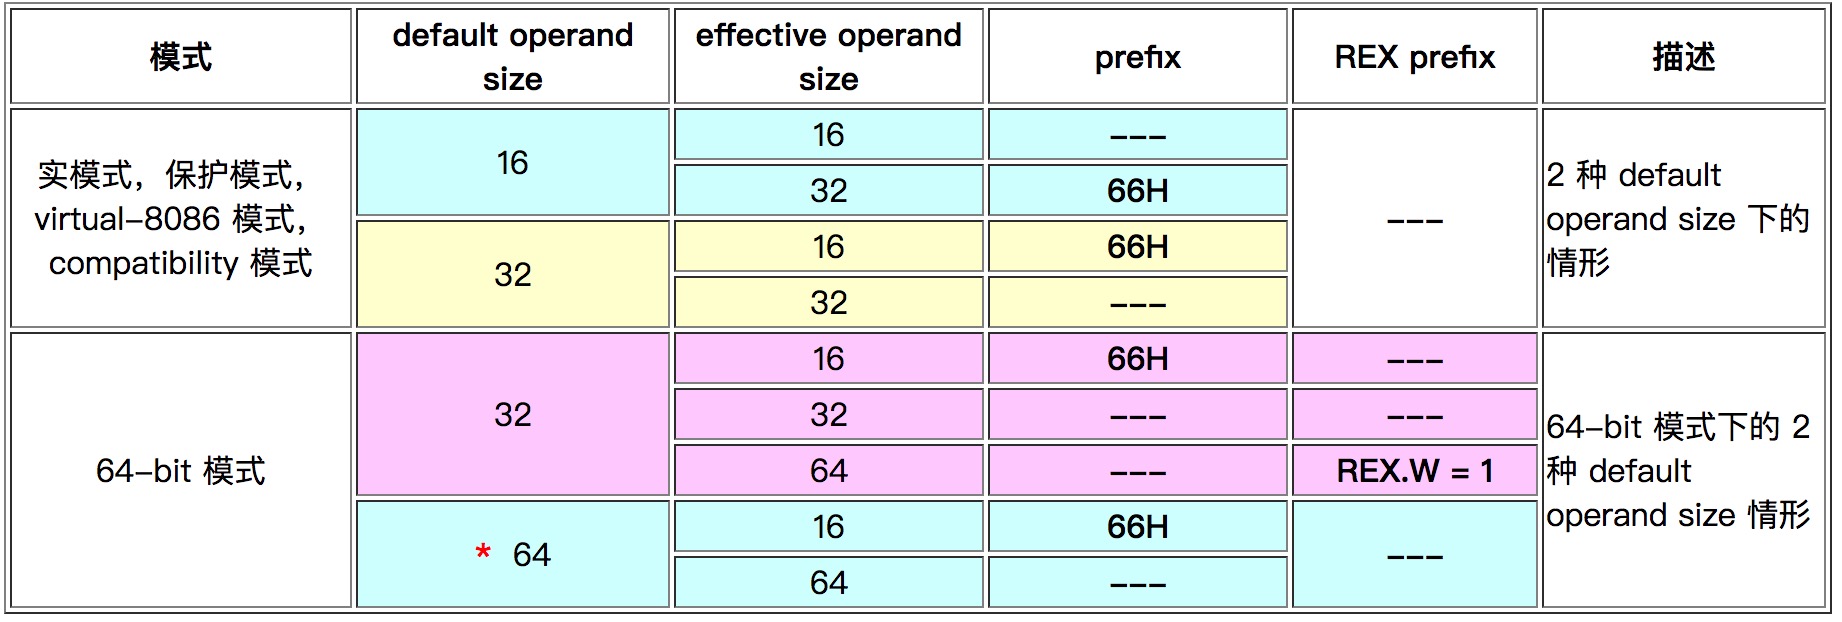 模式
default operand
size
effective operand
size
prefix
REX prefix
描述
实模式，保护模式，
virtual-8086 模式，
compatibility 模式
16
16
---
32
66H
32
16
66H
32
---
---
2 种 default
operand size 下的
情形
64-bit 模式
32
16
66H
---
32
---
---
64
---
REX.W = 1
* 64
16
66H
64
---
---
64-bit 模式下的 2
种 default
operand size 情形